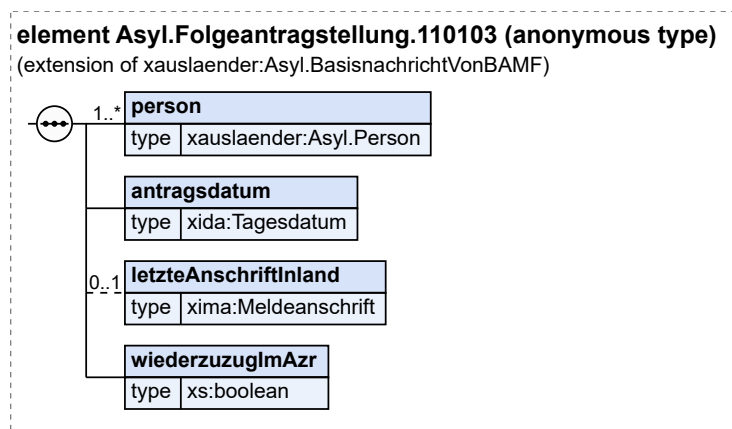 element Asyl.Folgeantragstellung.110103 (anonymous type)
(extension of xauslaender:Asyl.BasisnachrichtVonBAMF)
1..* person
type xauslaender:Asyl.Person
antragsdatum
type xida:Tagesdatum
0..1 letzteAnschriftInland
type xima:Meldeanschrift
wiederzuzugImAzr
type xs:boolean